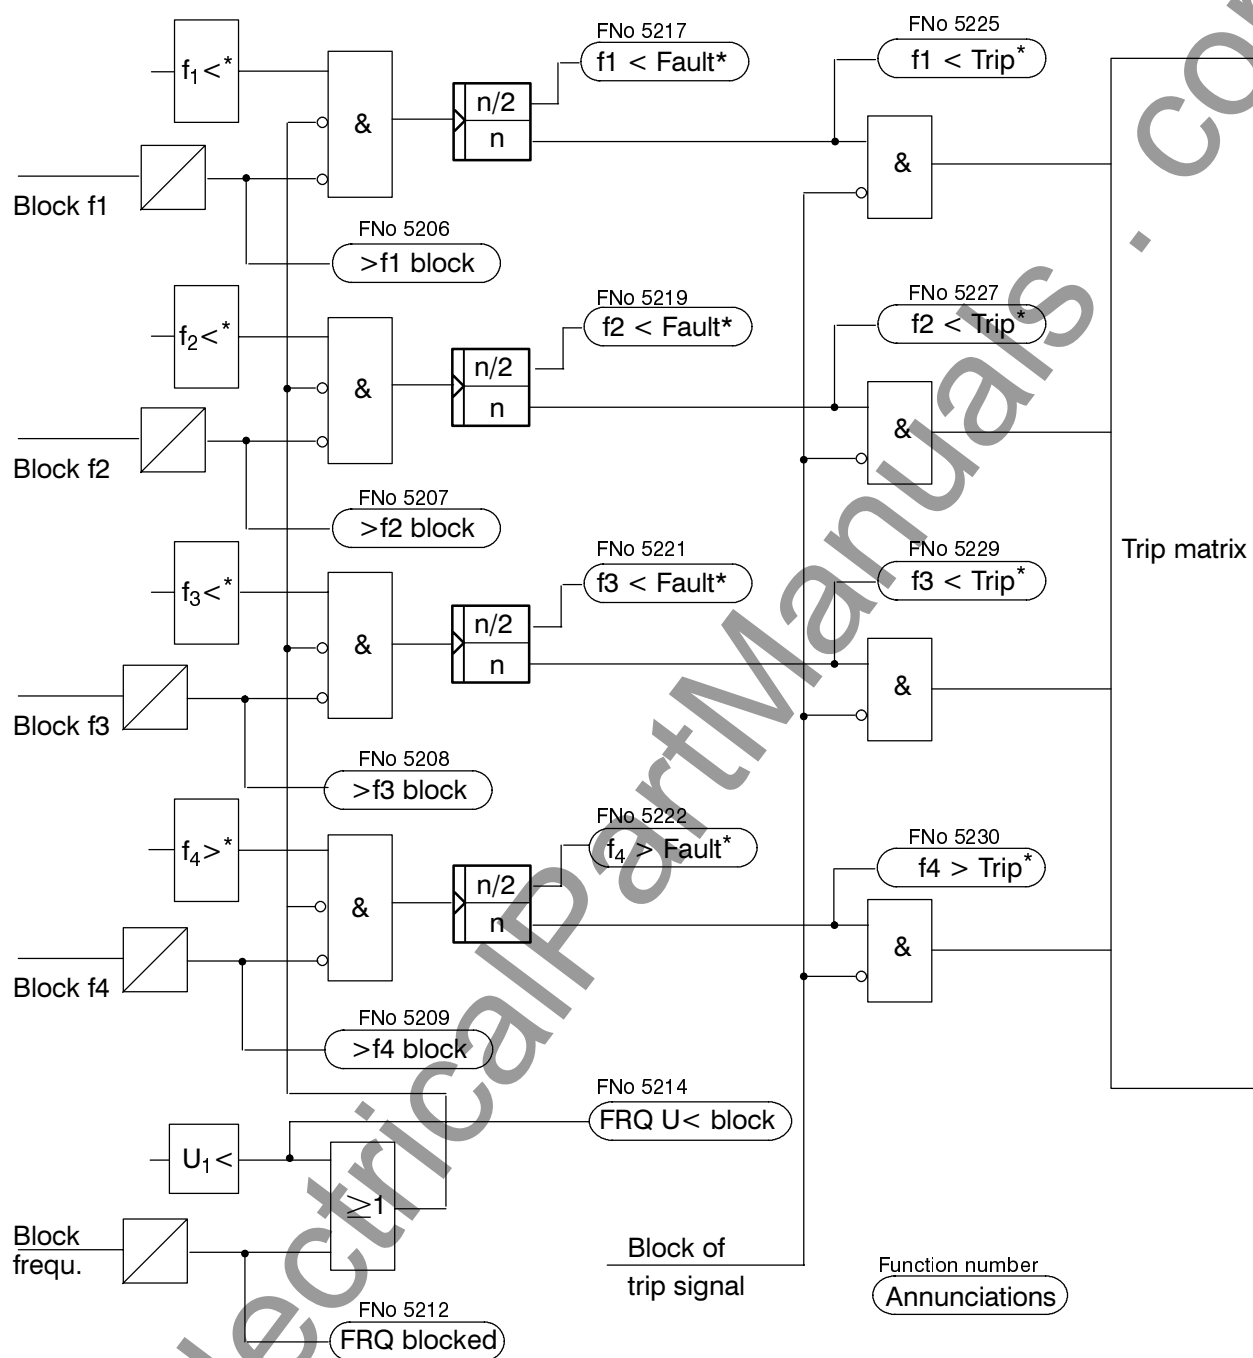 FNo 5217
FNo 5225
f1 < Fault*
f1 < Trip*
f₁<*
&
n/2
n
&
Block f1
FNo 5206
>f1 block
FNo 5219
FNo 5227
f2 < Fault*
f2 < Trip*
f₂<*
&
n/2
n
&
Block f2
FNo 5207
>f2 block
FNo 5221
FNo 5229
f3 < Fault*
f3 < Trip*
Trip matrix
f₃<*
&
n/2
n
&
Block f3
FNo 5208
>f3 block
FNo 5222
FNo 5230
f₄ > Fault*
f4 > Trip*
f₄>*
&
n/2
n
&
Block f4
FNo 5209
>f4 block
FNo 5214
FRQ U< block
U₁<
≥1
Block
frequ.
FNo 5212
FRQ blocked
Block of
trip signal
Function number
Annunciations
lectricalPartManuals . co